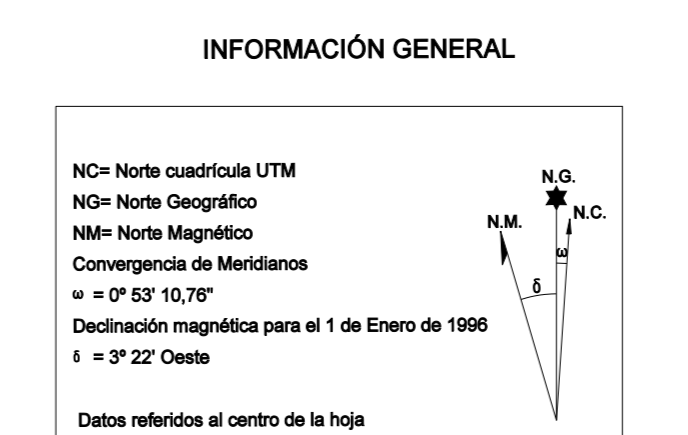 INFORMACIÓN GENERAL
NC= Norte cuadrícula UTM
NG= Norte Geográfico
NM= Norte Magnético
Convergencia de Meridianos
ω = 0º 53' 10,76"
Declinación magnética para el 1 de Enero de 1996
δ = 3º 22' Oeste
Datos referidos al centro de la hoja
N.G.
N.C.
N.M.
ω
δ